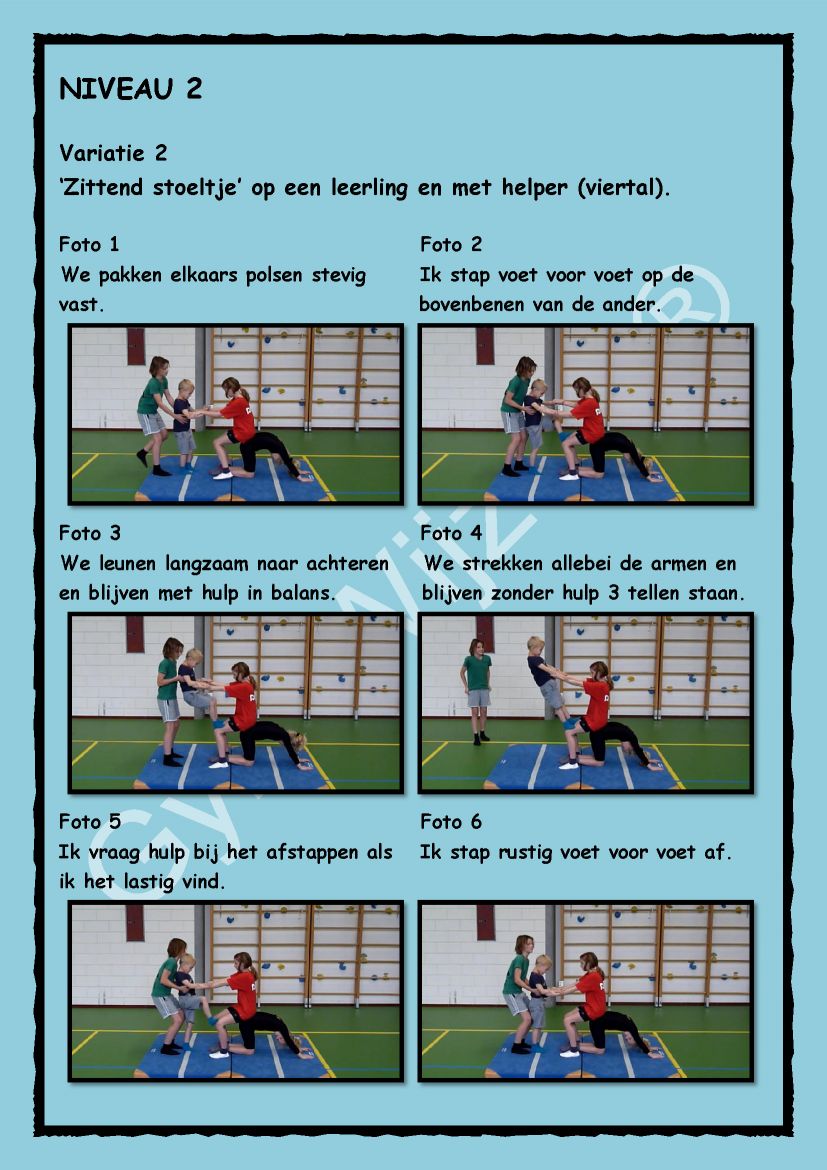 NIVEAU 2
Variatie 2
‘Zittend stoeltje’ op een leerling en met helper (viertal).
Foto 1
We pakken elkaars polsen stevig
vast.
Foto 2
Ik stap voet voor voet op de
bovenbenen van de ander.
Foto 3
We leunen langzaam naar achteren
en blijven met hulp in balans.
Foto 4
We strekken allebei de armen en
blijven zonder hulp 3 tellen staan.
Foto 5
Ik vraag hulp bij het afstappen als
ik het lastig vind.
Foto 6
Ik stap rustig voet voor voet af.